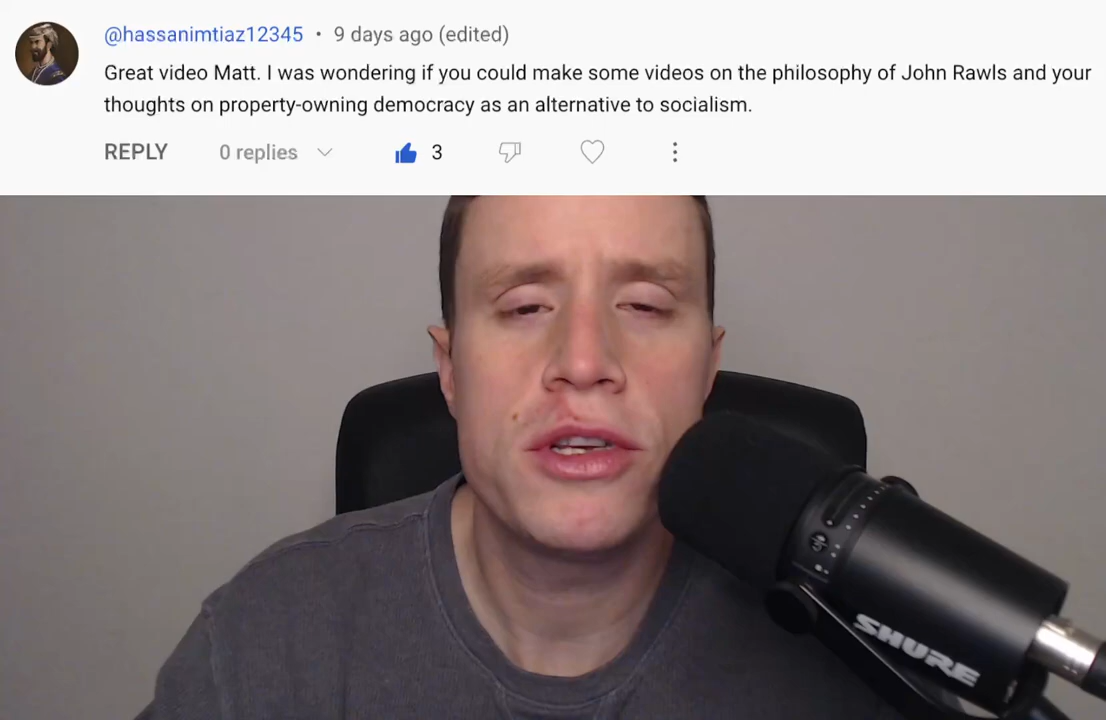 @hassanimtiaz12345 • 9 days ago (edited)
Great video Matt. I was wondering if you could make some videos on the philosophy of John Rawls and your
thoughts on property-owning democracy as an alternative to socialism.
REPLY 0 replies 3
SHURE